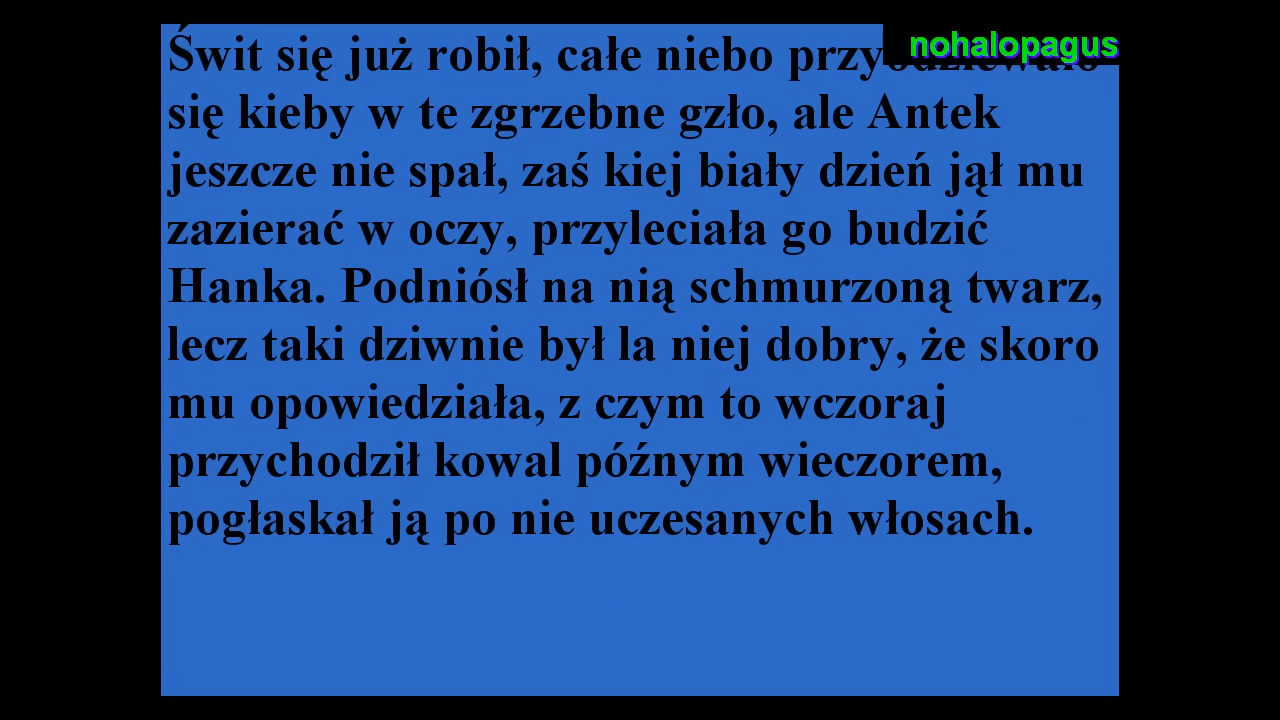 Świt się już robił, całe niebo przyodziewało
nohalopagus
się kieby w te zgrzebne gzło, ale Antek
jeszcze nie spał, zaś kiej biały dzień jął mu
zazierać w oczy, przyleciała go budzić
Hanka. Podniósł na nią schmurzoną twarz,
lecz taki dziwnie był la niej dobry, że skoro
mu opowiedziała, z czym to wczoraj
przychodził kowal późnym wieczorem,
pogłaskał ją po nie uczesanych włosach.